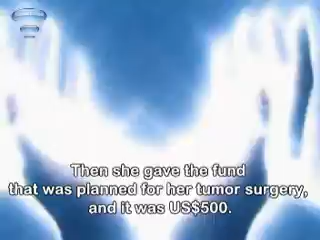 Then she gave the fund
that was planned for her tumor surgery,
and it was US$500.